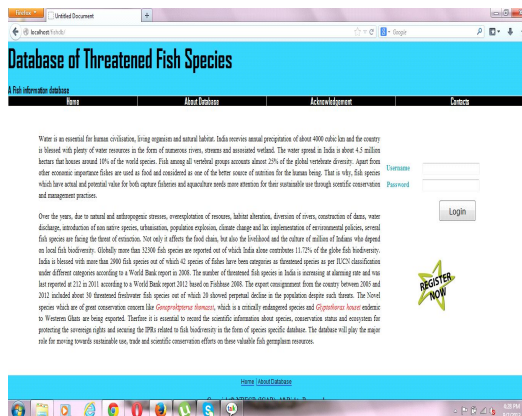 Firefox
Untitled Document
localhost/fishdb/
Google
Database of Threatened Fish Species
A Fish information database
Home About Database Acknowledgement Contacts
Water is an essential for human civilisation, living organism and natural habitat. India receives annual precipitation of about 4000 cubic km and the country
is blessed with plenty of water resources in the form of numerous rivers, streams and associated wetland. The water spread in India is about 4.5 million
hectars that houses around 10% of the world species. Fish among all vertebral groups accounts almost 25% of the global vertebrate diversity. Apart from
other economic importance fishes are used as food and considered as one of the better source of nutrition for the human being. That is why, fish species
which have actual and potential value for both capture fisheries and aquaculture needs more attention for their sustainable use through scientific conservation
and management practises.
Username
Password
Login
Over the years, due to natural and anthropogenic stresses, overexploitation of resources, habitat alteration, diversion of rivers, construction of dams, water
discharge, introduction of non native species, urbanisation, population explosion, climate change and lax implementation of environmental policies, several
fish species are facing the threat of extinction. Not only it affects the food chain, but also the livelihood and the culture of million of Indians who depend
on local fish biodiversity. Globally more than 32500 fish species are reported out of which India alone contributes 11.72% of the globe fish biodiversity.
India is blessed with more than 2900 fish species out of which 42 species of fishes have been categories as threatened species as per IUCN classification
under different categories according to a World Bank report in 2008. The number of threatened fish species in India is increasing at alarming rate and was
last reported at 212 in 2011 according to a World Bank report 2012 based on Fishbase 2008. The export consignment from the country between 2005 and
2012 included about 30 threatened freshwater fish species out of which 20 showed perpetual decline in the population despite such threats. The Novel
species which are of great conservation concern like Gonoproktopterus thomassi, which is a critically endangered species and Glyptothorax housei endemic
to Western Ghats are being exported. Therfore it is essential to record the scientific information about species, conservation status and ecosystem for
protecting the sovereign rights and securing the IPRs related to fish biodiversity in the form of species specific database. The database will play the major
role for moving towards sustainable use, trade and scientific conservation efforts on these valuable fish germplasm resources.
REGISTER
NOW
Home | About Database
4:28 PM